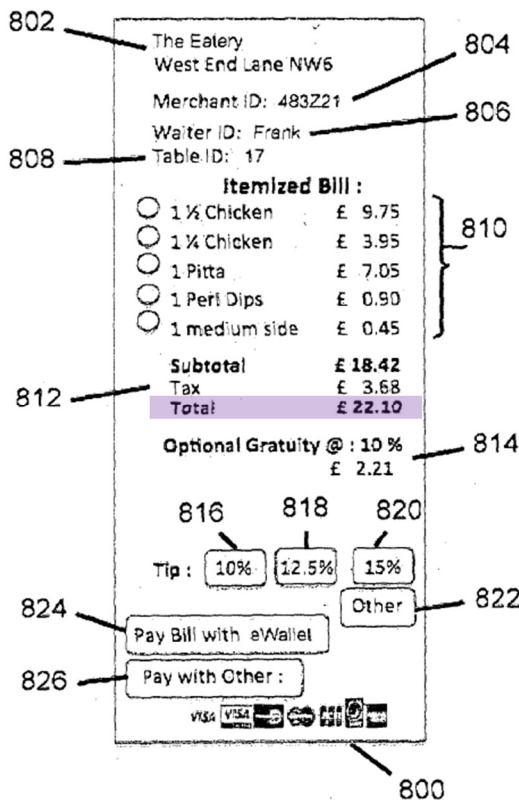 802
The Eatery
West End Lane NW6
804
Merchant ID: 483Z21
806
Waiter ID: Frank
808
Table ID: 17
Itemized Bill :
1 ½ Chicken £ 9.75
810
1 ¼ Chicken £ 3.95
1 Pitta £ 7.05
1 Peri Dips £ 0.90
1 medium side £ 0.45
Subtotal £ 18.42
812
Tax £ 3.68
Total £ 22.10
Optional Gratuity @ : 10 %
814
£ 2.21
816 818 820
Tip : 10% 12.5% 15%
824
Other
822
Pay Bill with eWallet
826
Pay with Other :
VISA VISA
800